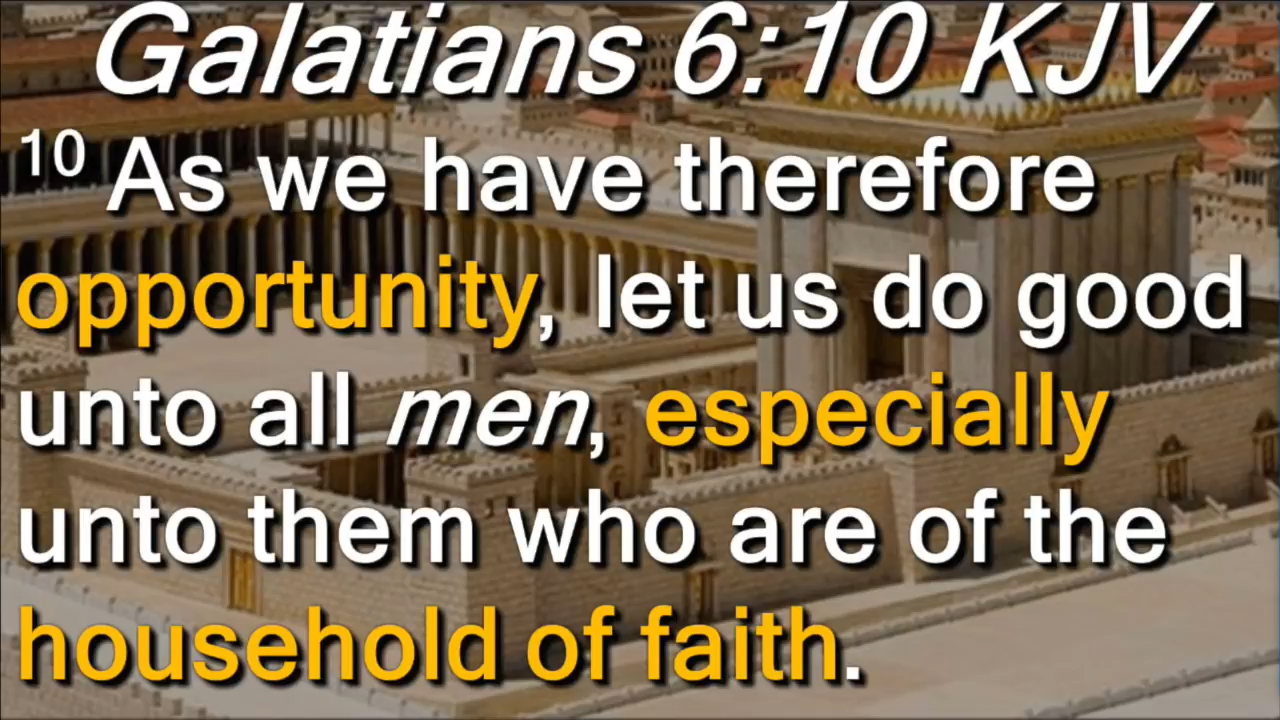 Galatians 6:10 KJV
10 As we have therefore
opportunity, let us do good
unto all men, especially
unto them who are of the
household of faith.